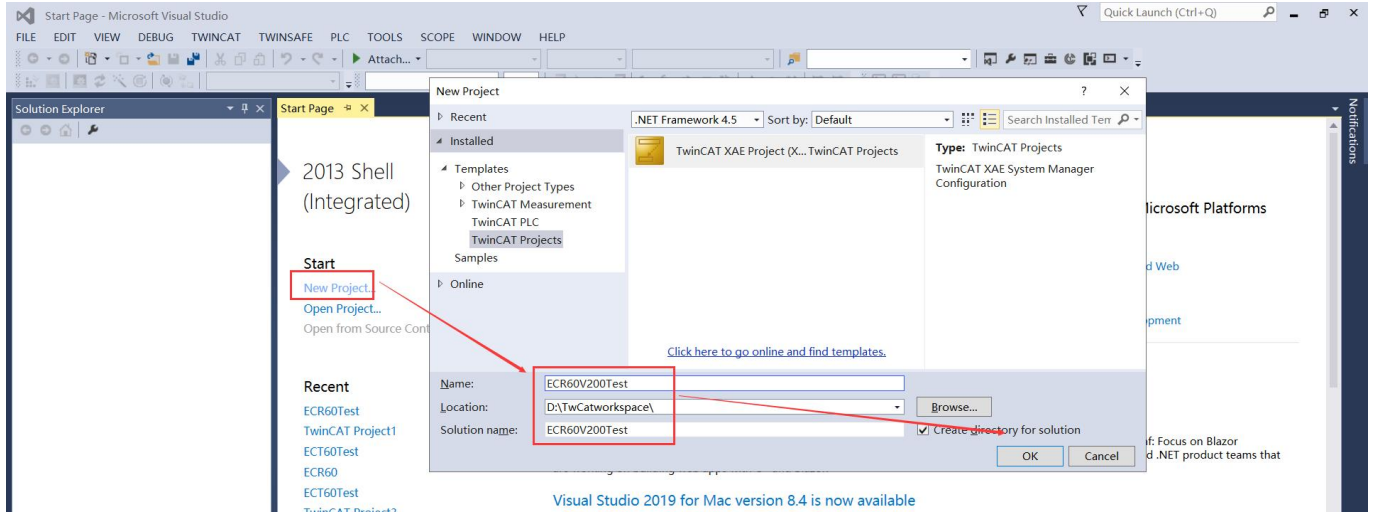 Start Page - Microsoft Visual Studio
Quick Launch (Ctrl+Q)
FILE EDIT VIEW DEBUG TWINCAT TWINSAFE PLC TOOLS SCOPE WINDOW HELP
Attach...
Solution Explorer
Start Page
Notifications
2013 Shell
(Integrated)
Start
New Project...
Open Project...
Open from Source Cont
Recent
ECR60Test
TwinCAT Project1
ECT60Test
ECR60
ECT60Test
TwinCAT Project2
New Project
? 
Recent
Installed
Templates
Other Project Types
TwinCAT Measurement
TwinCAT PLC
TwinCAT Projects
Samples
Online
.NET Framework 4.5
Sort by: Default
Search Installed Tem
TwinCAT XAE Project (X... TwinCAT Projects
Type: TwinCAT Projects
TwinCAT XAE System Manager
Configuration
Click here to go online and find templates.
Name: ECR60V200Test
Location: D:\TwCatworkspace\
Browse...
Solution name: ECR60V200Test
Create directory for solution
OK
Cancel
licrosoft Platforms
d Web
pment
if: Focus on Blazor
d .NET product teams that
Visual Studio 2019 for Mac version 8.4 is now available